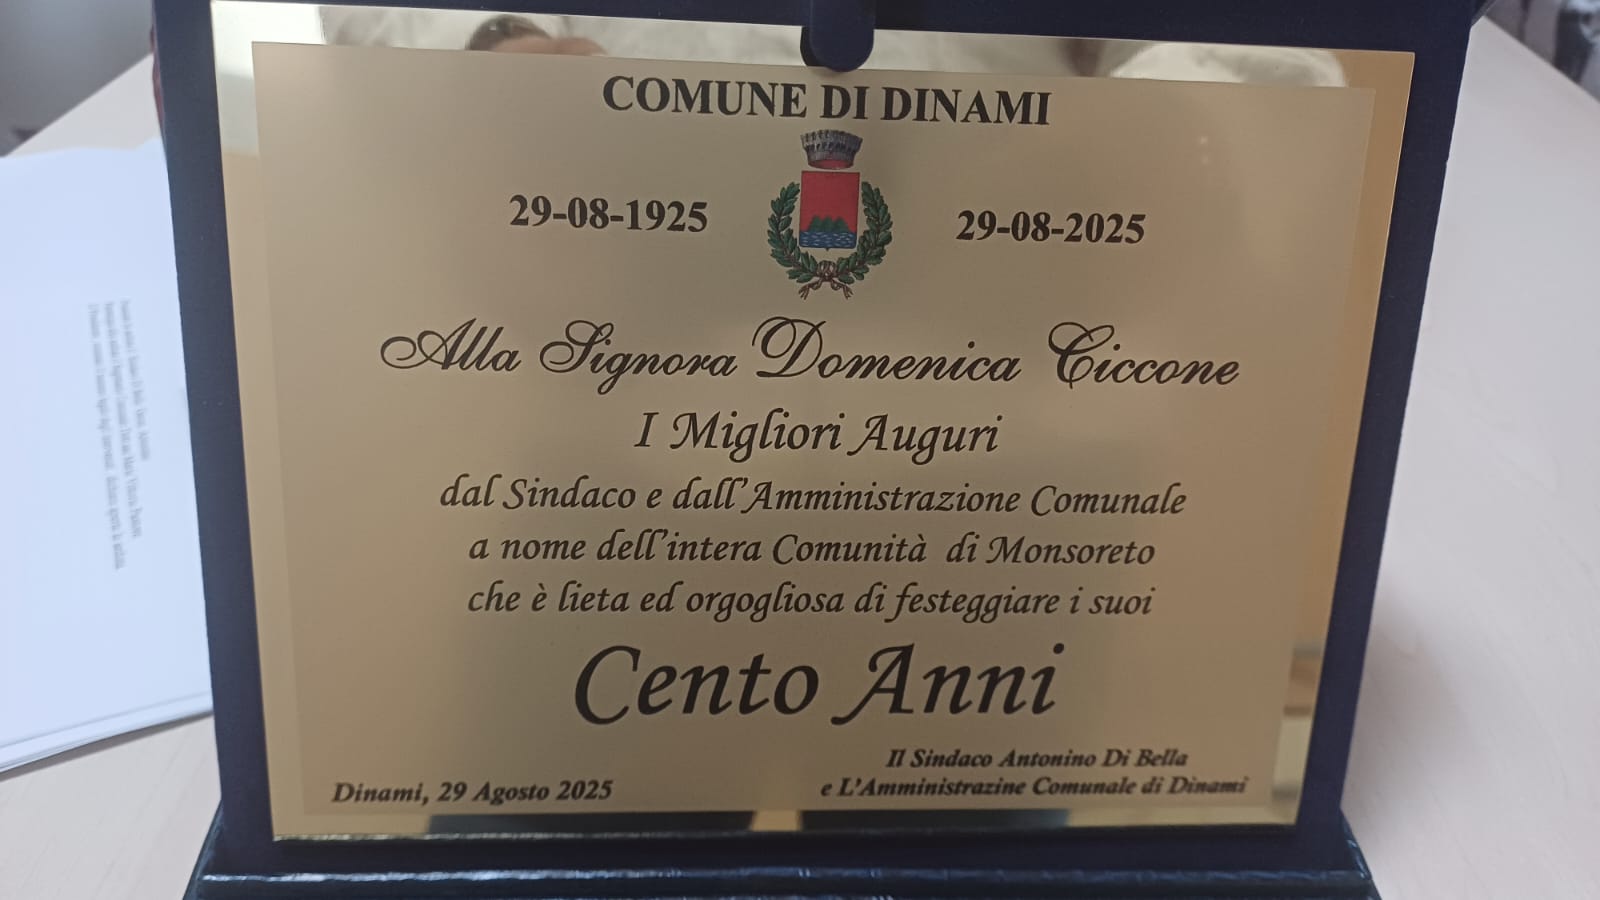 COMUNE DI DINAMI
29-08-1925 29-08-2025
Alla Signora Domenica Ciccone
I Migliori Auguri
dal Sindaco e dall'Amministrazione Comunale
a nome dell'intera Comunità di Monsoreto
che è lieta ed orgogliosa di festeggiare i suoi
Cento Anni
Il Sindaco Antonino Di Bella
Dinami, 29 Agosto 2025 e L'Amministrazine Comunale di Dinami